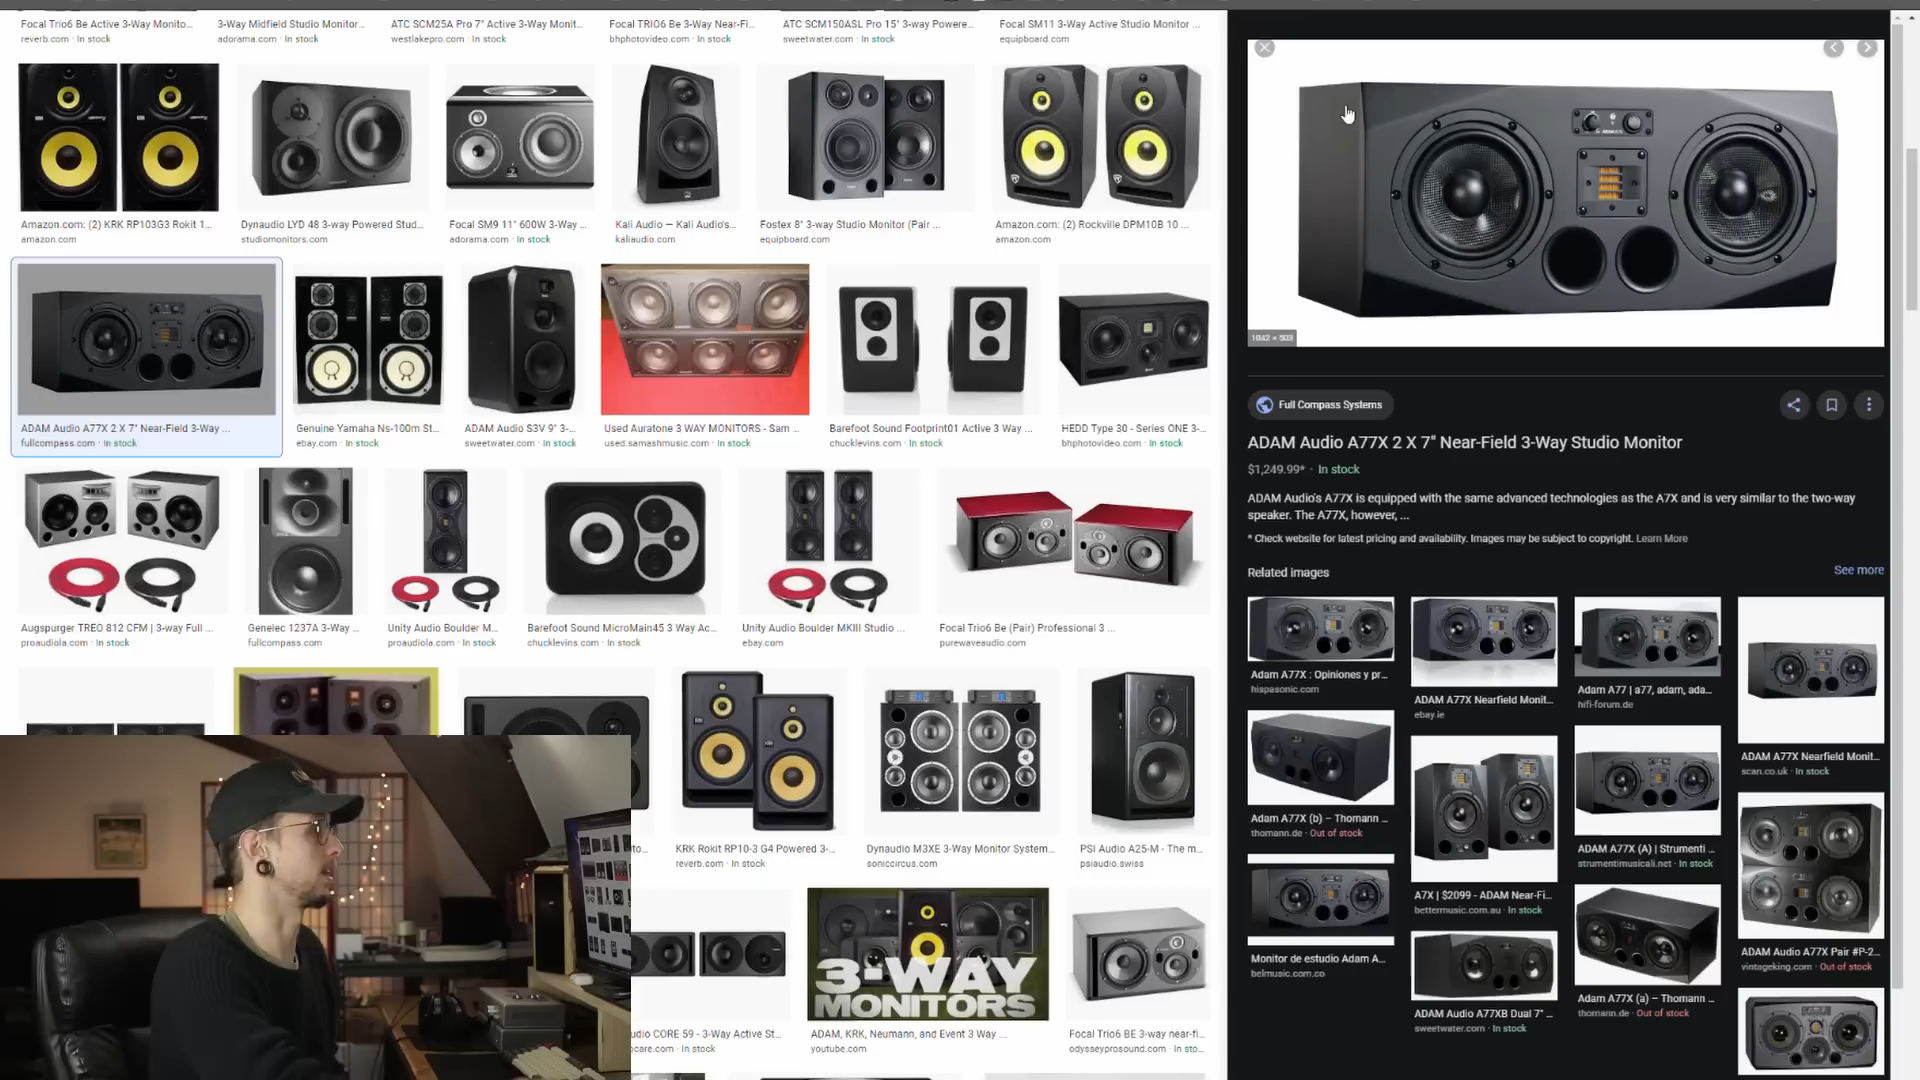 Focal Trio6 Be Active 3-Way Monito...
reverb.com · In stock
3-Way Midfield Studio Monitor...
adorama.com · In stock
ATC SCM25A Pro 7" Active 3-Way Monit...
westlakepro.com · In stock
Focal TRIO6 Be 3-Way Near-Fi...
bhphotovideo.com · In stock
ATC SCM150ASL Pro 15" 3-way Powere...
sweetwater.com · In stock
Focal SM11 3-Way Active Studio Monitor ...
equipboard.com
Amazon.com: (2) KRK RP103G3 Rokit 1...
amazon.com
Dynaudio LYD 48 3-way Powered Stud...
studiomonitors.com
Focal SM9 11" 600W 3-Way ...
adorama.com · In stock
Kali Audio — Kali Audio's...
kaliaudio.com
Fostex 8" 3-way Studio Monitor (Pair ...
equipboard.com
Amazon.com: (2) Rockville DPM10B 10 ...
amazon.com
ADAM Audio A77X 2 X 7" Near-Field 3-Way ...
fullcompass.com · In stock
Genuine Yamaha Ns-100m St...
ebay.com · In stock
ADAM Audio S3V 9" 3-...
sweetwater.com · In stock
Used Auratone 3 WAY MONITORS - Sam ...
used.samashmusic.com · In stock
Barefoot Sound Footprint01 Active 3 Way ...
chucklevins.com · In stock
HEDD Type 30 - Series ONE 3-...
bhphotovideo.com · In stock
Augspurger TREO 812 CFM | 3-way Full ...
proaudiola.com · In stock
Genelec 1237A 3-Way ...
fullcompass.com
Unity Audio Boulder M...
proaudiola.com · In stock
Barefoot Sound MicroMain45 3 Way Ac...
chucklevins.com · In stock
Unity Audio Boulder MKIII Studio ...
ebay.com
Focal Trio6 Be (Pair) Professional 3 ...
purewaveaudio.com
to...
KRK Rokit RP10-3 G4 Powered 3-...
reverb.com · In stock
Dynaudio M3XE 3-Way Monitor System...
soniccircus.com
PSI Audio A25-M - The m...
psiaudio.swiss
3-WAY
MONITORS
udio CORE 59 - 3-Way Active St...
ocare.com · In stock
ADAM, KRK, Neumann, and Event 3 Way ...
youtube.com
Focal Trio6 BE 3-way near-fi...
odysseyprosound.com · In sto...
1042 × 503
Full Compass Systems
ADAM Audio A77X 2 X 7" Near-Field 3-Way Studio Monitor
$1,249.99* · In stock
ADAM Audio's A77X is equipped with the same advanced technologies as the A7X and is very similar to the two-way
speaker. The A77X, however, ...
* Check website for latest pricing and availability. Images may be subject to copyright. Learn More
Related images
See more
Adam A77X : Opiniones y pr...
hispasonic.com
ADAM A77X Nearfield Monit...
ebay.ie
Adam A77 | a77, adam, ada...
hifi-forum.de
ADAM A77X Nearfield Monit...
scan.co.uk · In stock
Adam A77X (b) – Thomann ...
thomann.de · Out of stock
A7X | $2099 - ADAM Near-Fi...
bettermusic.com.au · In stock
ADAM A77X (A) | Strumenti ...
strumentimusicali.net · In stock
ADAM Audio A77X Pair #P-2...
vintageking.com · Out of stock
Monitor de estudio Adam A...
belmusic.com.co
ADAM Audio A77XB Dual 7" ...
sweetwater.com · In stock
Adam A77X (a) – Thomann ...
thomann.de · Out of stock